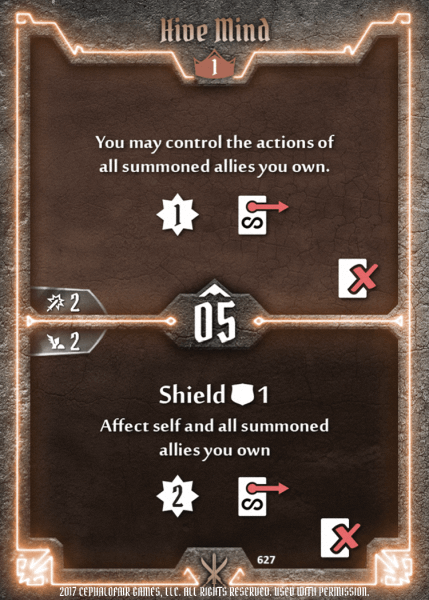 Hive Mind
1
You may control the actions of
all summoned allies you own.
1
2
05
2
Shield 1
Affect self and all summoned
allies you own
2
627
2017 CEPHALOFAIR GAMES, LLC. ALL RIGHTS RESERVED. USED WITH PERMISSION.